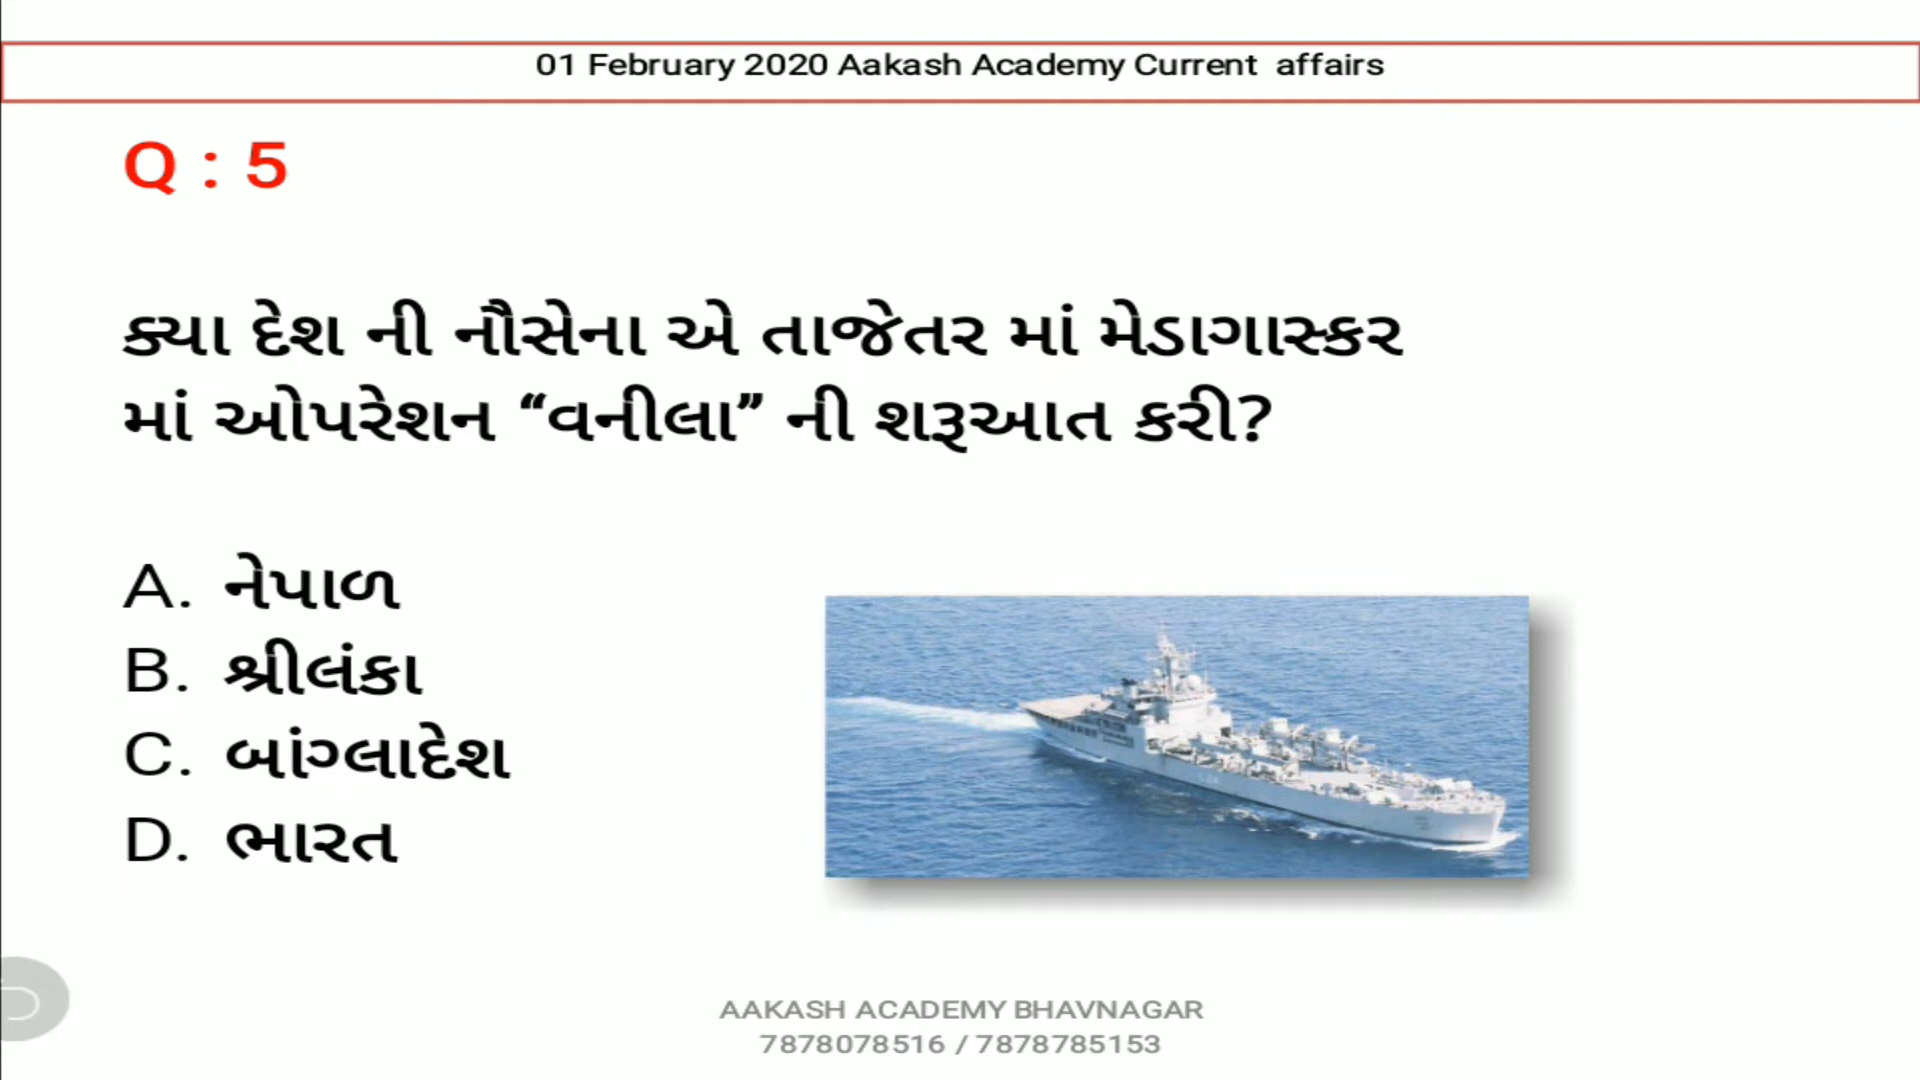 01 February 2020 Aakash Academy Current affairs
Q : 5
ક્યા દેશ ની નૌસેના એ તાજેતર માં મેડાગાસ્કર
માં ઓપરેશન “વનીલા” ની શરૂઆત કરી?
A. નેપાળ
B. શ્રીલંકા
C. બાંગ્લાદેશ
D. ભારત
AAKASH ACADEMY BHAVNAGAR
7878078516 / 7878785153